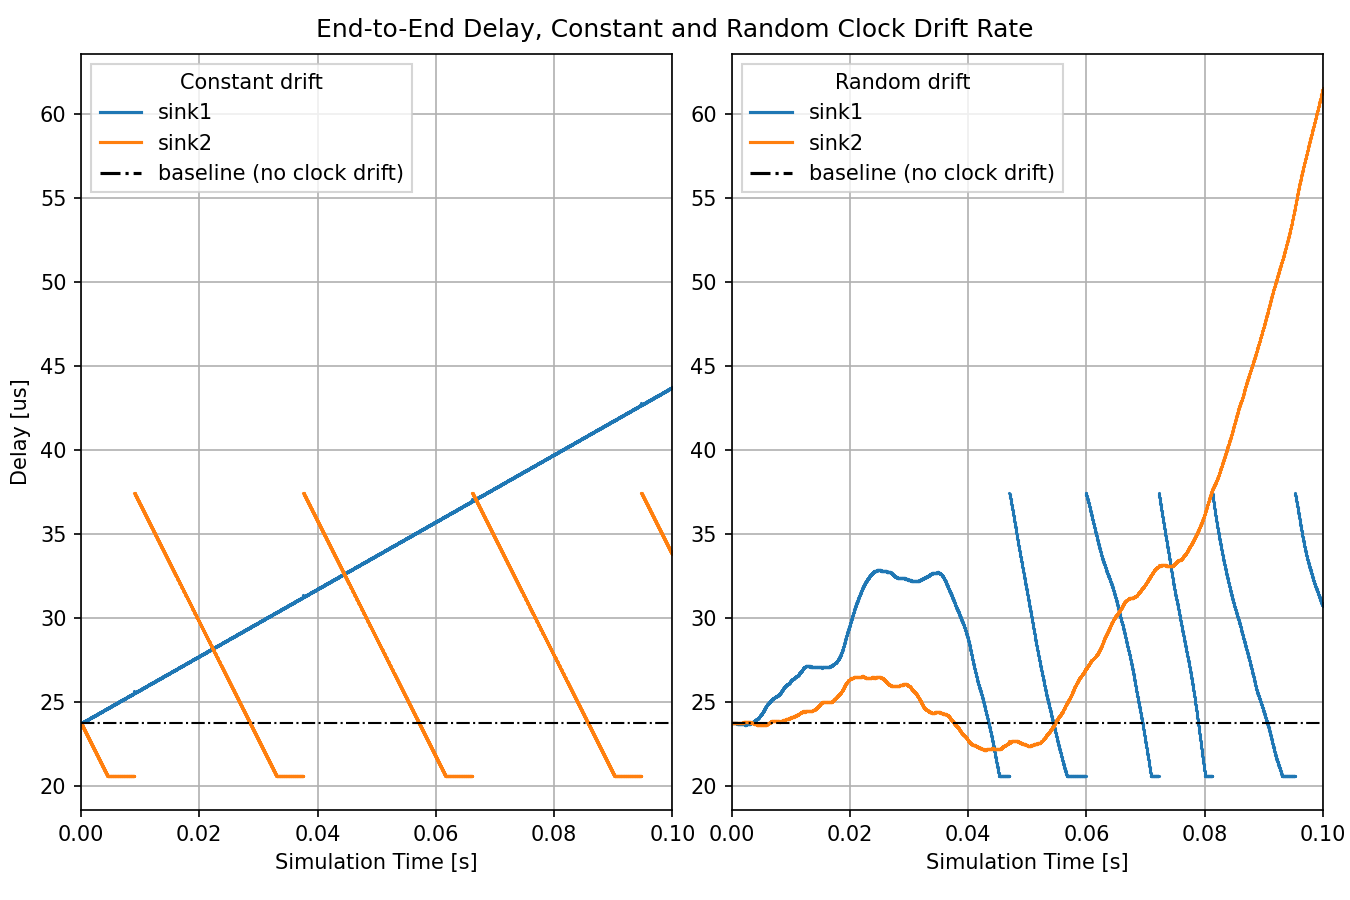 End-to-End Delay, Constant and Random Clock Drift Rate
Constant drift
sink1
sink2
baseline (no clock drift)
60
55
50
45
40
35
30
25
20
Delay [us]
0.00 0.02 0.04 0.06 0.08 0.10
Simulation Time [s]
Random drift
sink1
sink2
baseline (no clock drift)
60
55
50
45
40
35
30
25
20
0.00 0.02 0.04 0.06 0.08 0.10
Simulation Time [s]